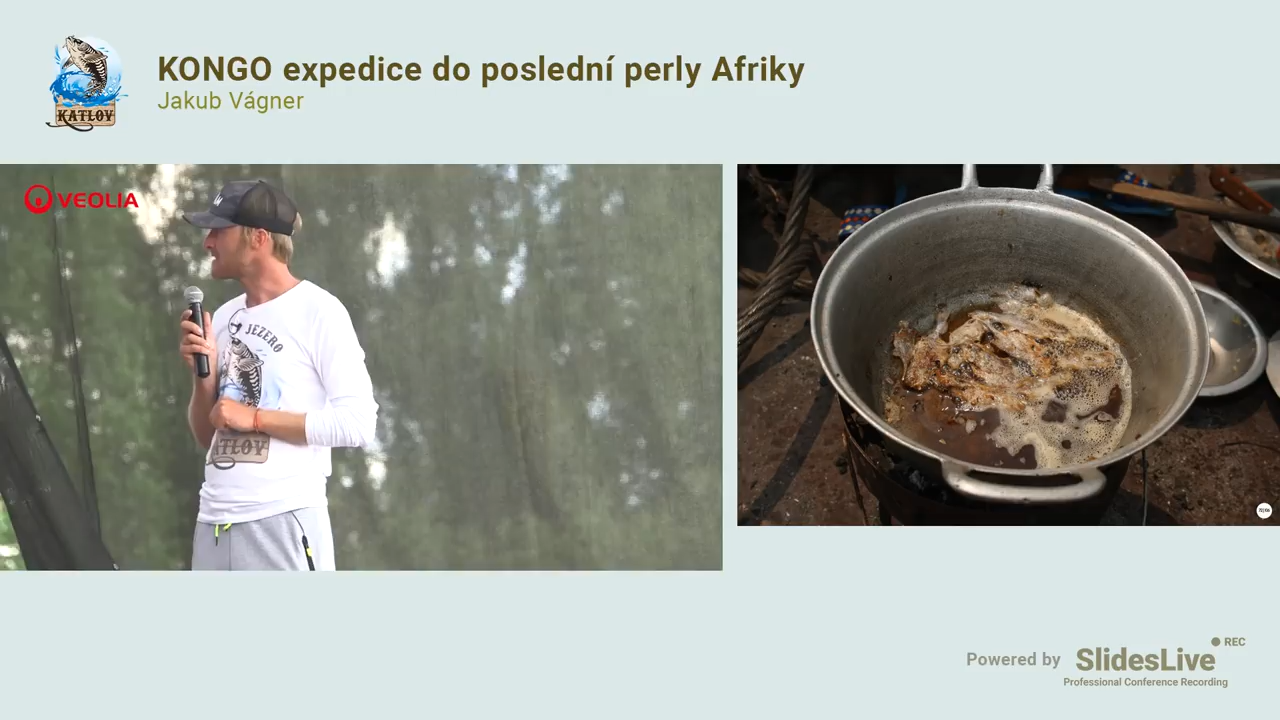 KONGO expedice do poslední perly Afriky
Jakub Vágner
KATLOV
VEOLIA
JEZERO
KATLOV
Powered by SlidesLive
REC
Professional Conference Recording